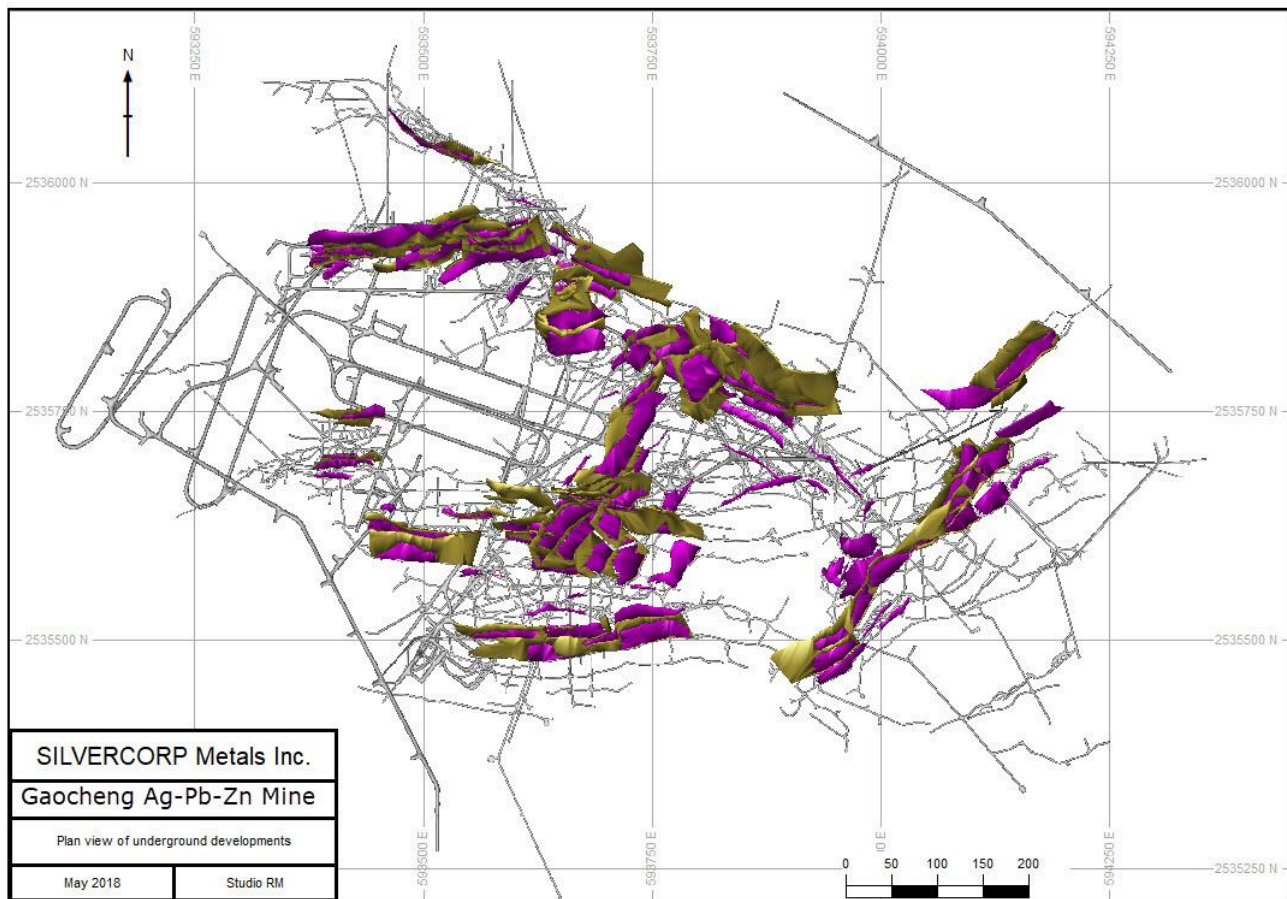 593250 E
593500 E
593750 E
594000 E
594250 E
N
2536000 N
2536000 N
2535750 N
2535750 N
2535500 N
2535500 N
SILVERCORP Metals Inc.
Gaocheng Ag-Pb-Zn Mine
Plan view of underground developments
May 2018
Studio RM
593500 E
593750 E
0 E
594250 E
0 50 100 150 200
2535250 N